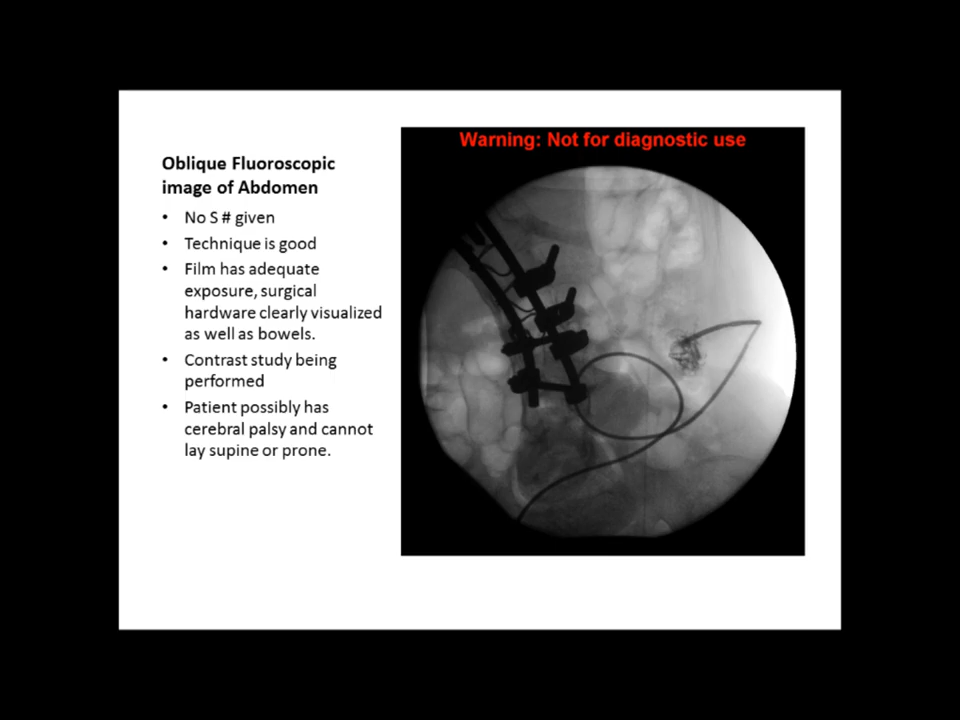 Warning: Not for diagnostic use
Oblique Fluoroscopic
image of Abdomen
• No S # given
• Technique is good
• Film has adequate
exposure, surgical
hardware clearly visualized
as well as bowels.
• Contrast study being
performed
• Patient possibly has
cerebral palsy and cannot
lay supine or prone.